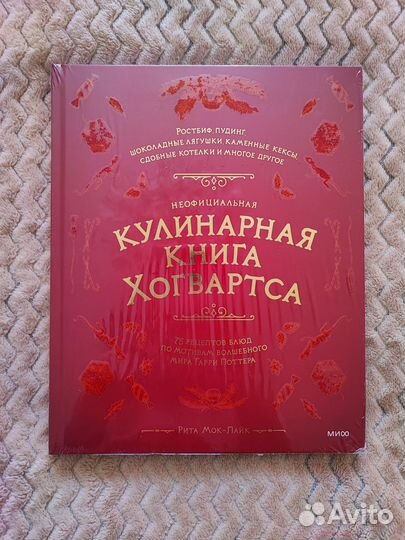 Ростбиф, пудинг
шоколадные лягушки, каменные кексы,
сдобные котелки и многое другое
Неофициальная
Кулинарная
книга
Хогвартса
75 рецептов блюд
по мотивам волшебного
мира Гарри Поттера
Рита Мок-Пайк
МИФ
Avito